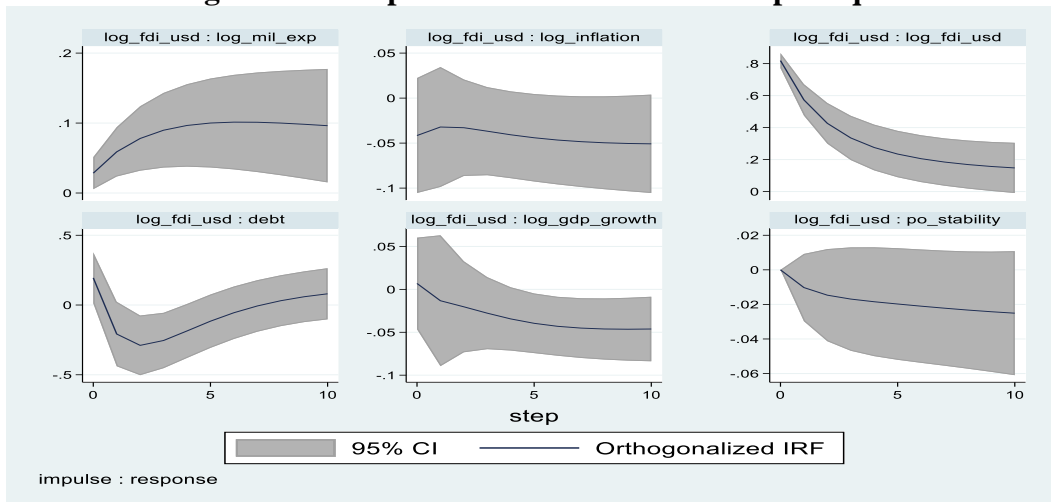 log_fdi_usd : log_mil_exp
log_fdi_usd : log_inflation
log_fdi_usd : log_fdi_usd
.2
.1
0
.05
0
-.05
-.1
.8
.6
.4
.2
0
log_fdi_usd : debt
log_fdi_usd : log_gdp_growth
log_fdi_usd : po_stability
.5
0
-.5
.05
0
-.05
-.1
.02
0
-.02
-.04
-.06
0 5 10
0 5 10
0 5 10
step
95% CI Orthogonalized IRF
impulse : response